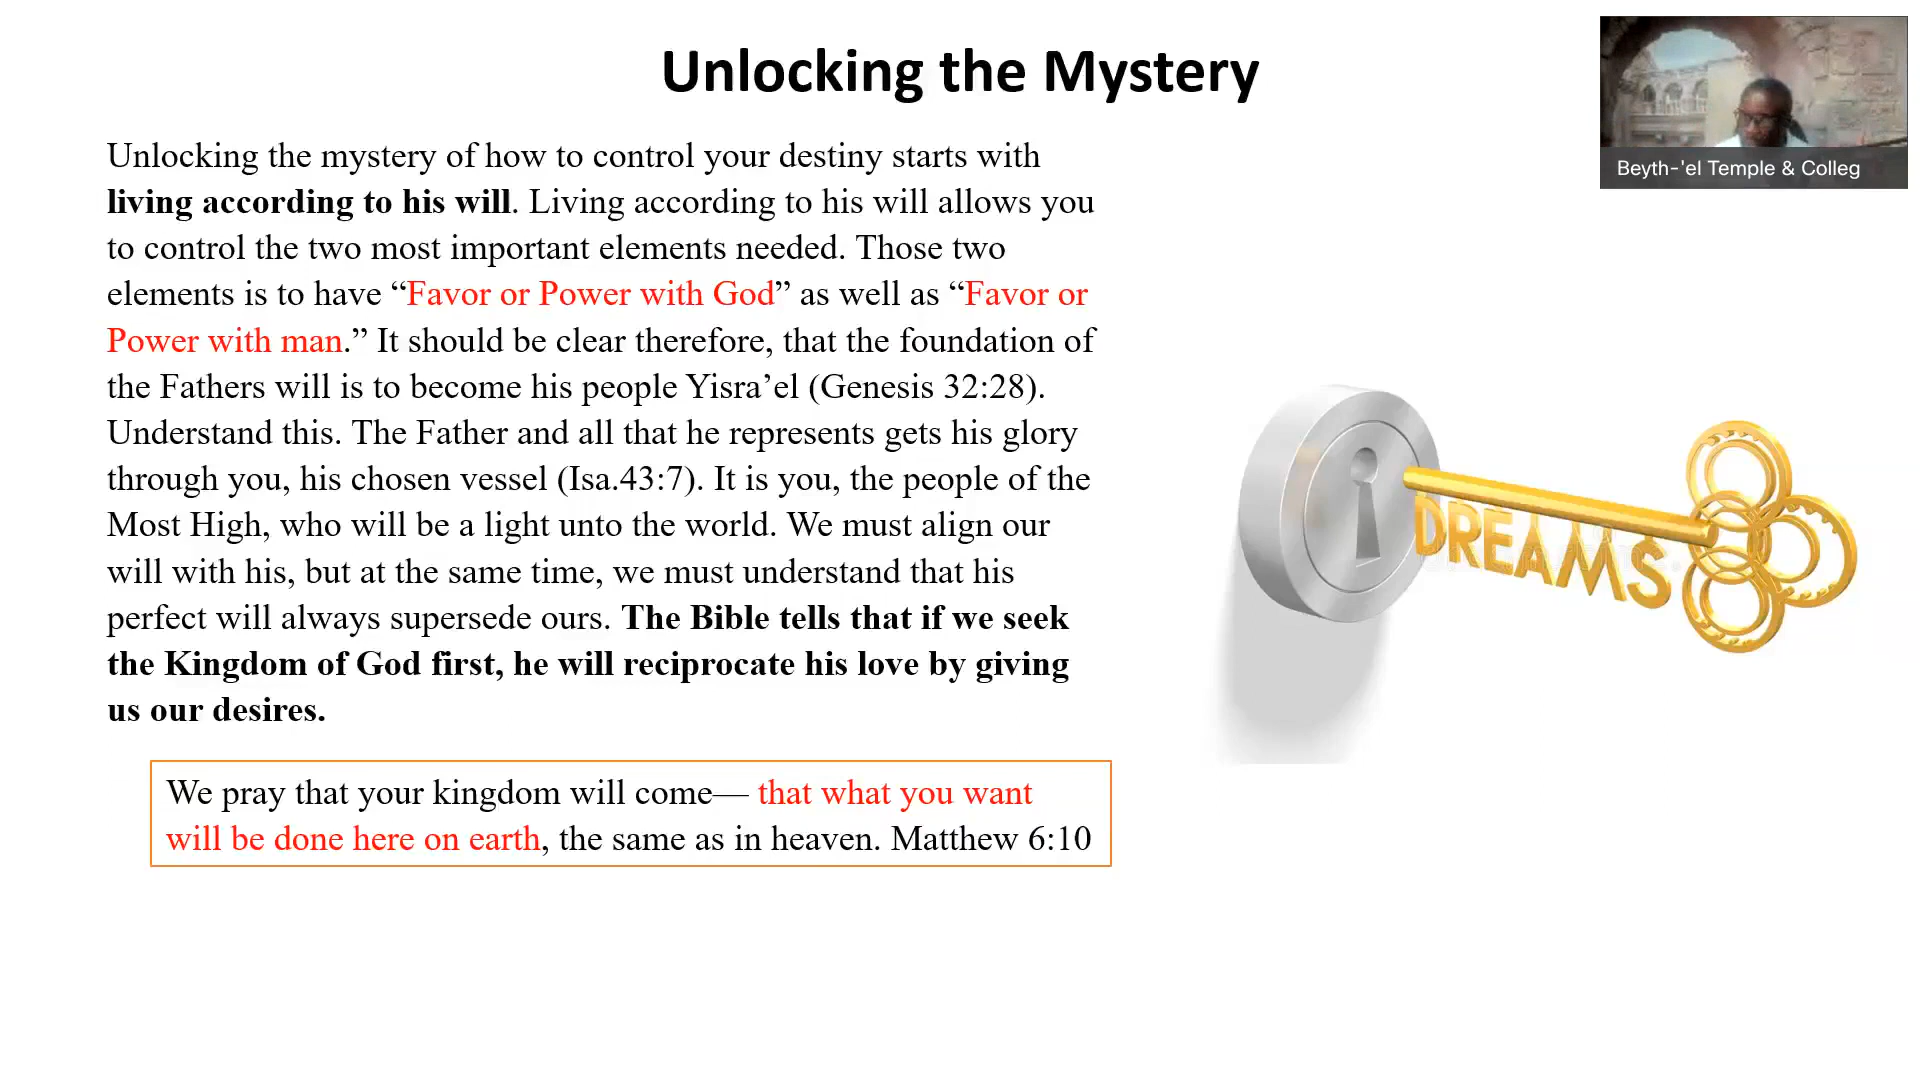 Unlocking the Mystery
Beyth-'el Temple & Colleg
Unlocking the mystery of how to control your destiny starts with
living according to his will. Living according to his will allows you
to control the two most important elements needed. Those two
elements is to have “Favor or Power with God” as well as “Favor or
Power with man.” It should be clear therefore, that the foundation of
the Fathers will is to become his people Yisra’el (Genesis 32:28).
Understand this. The Father and all that he represents gets his glory
through you, his chosen vessel (Isa.43:7). It is you, the people of the
Most High, who will be a light unto the world. We must align our
will with his, but at the same time, we must understand that his
perfect will always supersede ours. The Bible tells that if we seek
the Kingdom of God first, he will reciprocate his love by giving
us our desires.
DREAMS
We pray that your kingdom will come— that what you want
will be done here on earth, the same as in heaven. Matthew 6:10